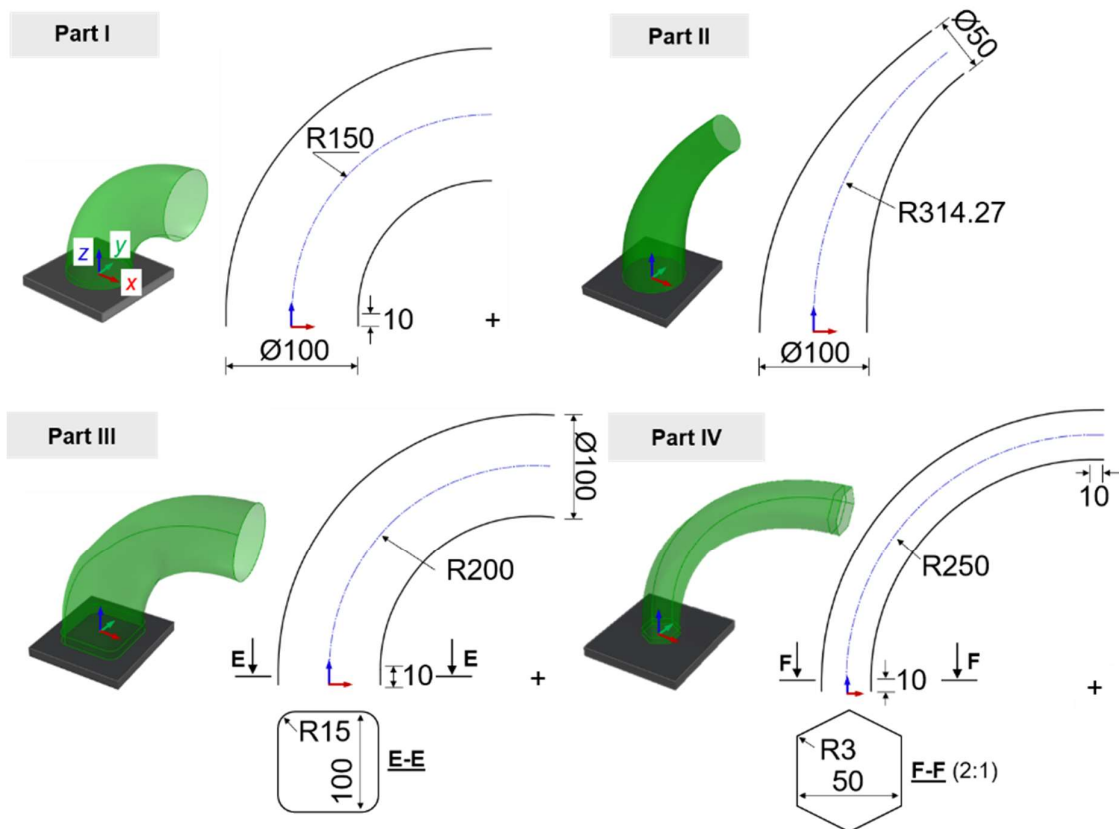 Part I
R150
z
y
x
10
Ø100
Part II
Ø50
R314.27
Ø100
Part III
Ø100
R200
E
E
10
R15
100
E-E
Part IV
10
R250
F
F
10
R3
50
F-F (2:1)